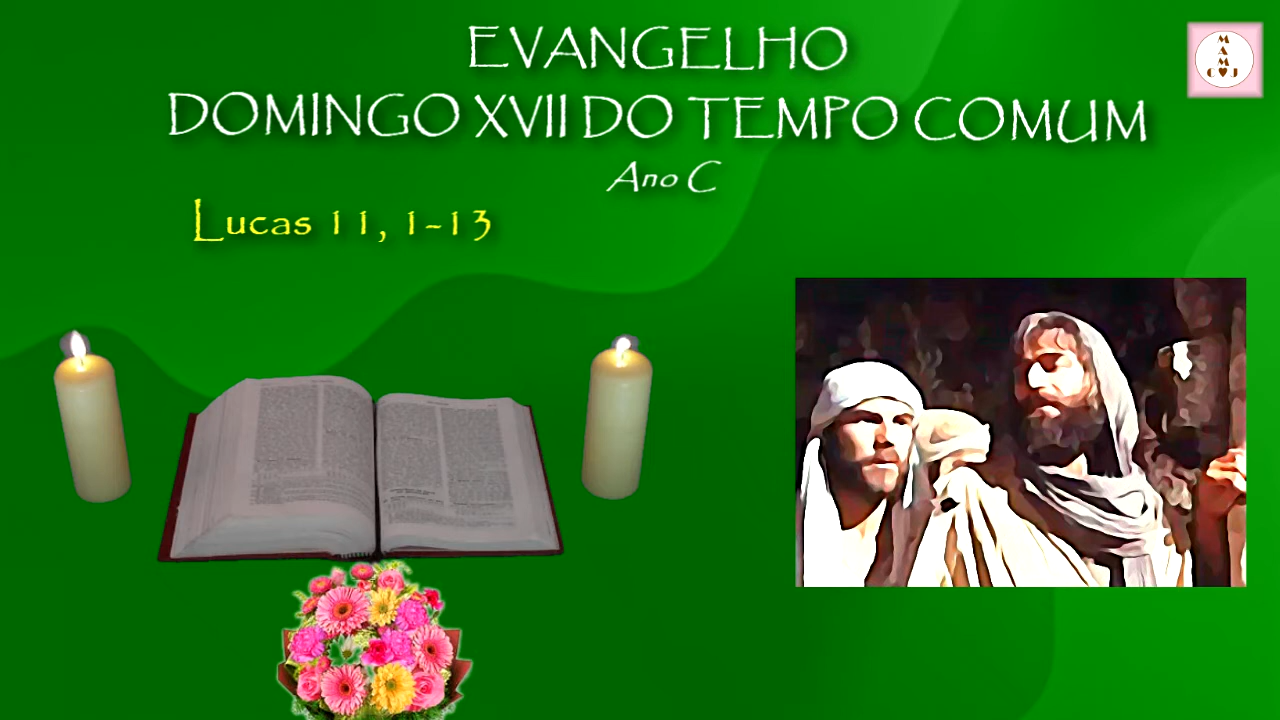 EVANGELHO
DOMINGO XVII DO TEMPO COMUM
Ano C
Lucas 11, 1-13
M
A
M
C♥J